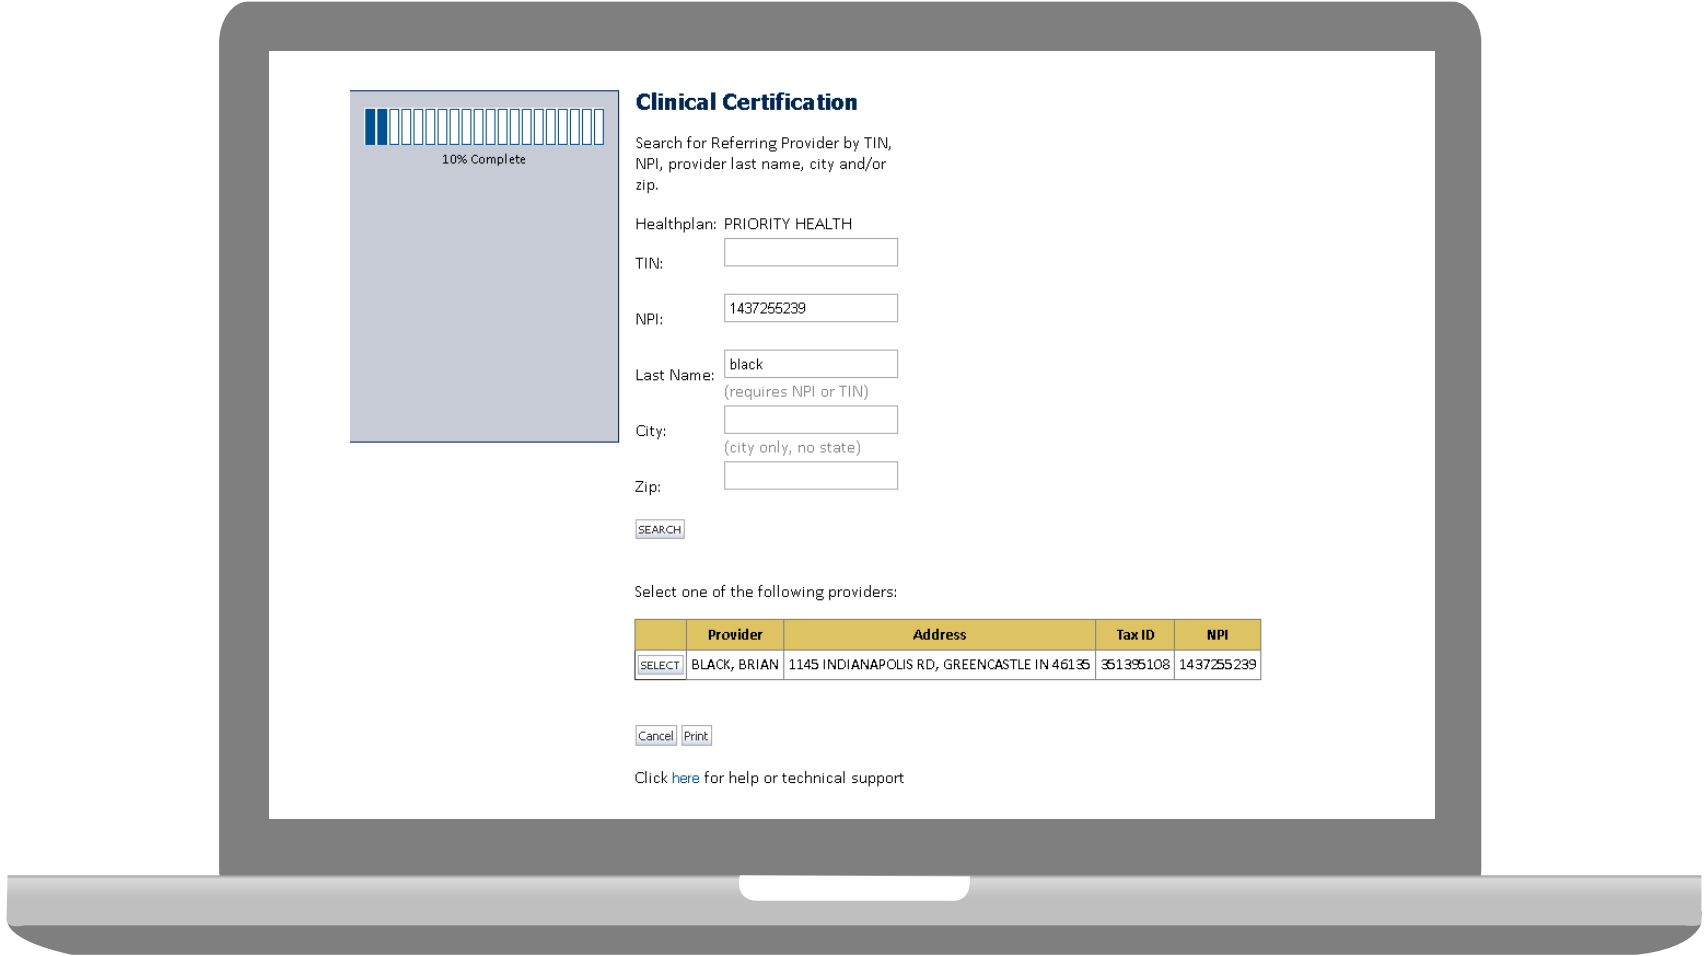 10% Complete
Clinical Certification
Search for Referring Provider by TIN,
NPI, provider last name, city and/or
zip.
Healthplan: PRIORITY HEALTH
TIN:
NPI: 1437255239
Last Name: black
(requires NPI or TIN)
City:
(city only, no state)
Zip:
SEARCH
Select one of the following providers:
Provider Address Tax ID NPI
SELECT BLACK, BRIAN 1145 INDIANAPOLIS RD, GREENCASTLE IN 46135 351395108 1437255239
Cancel Print
Click here for help or technical support